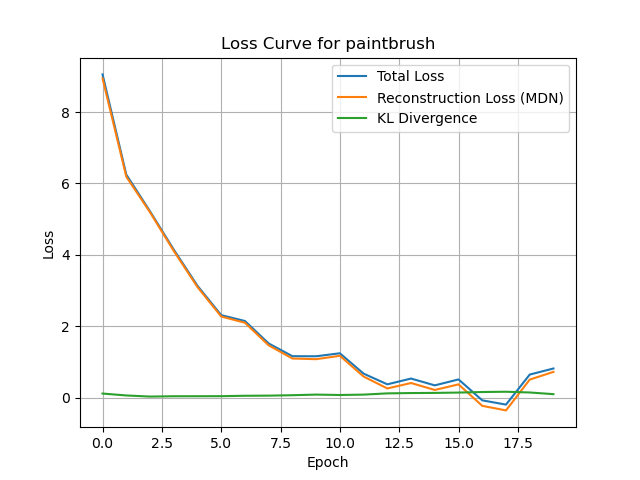 Loss Curve for paintbrush
Total Loss
Reconstruction Loss (MDN)
KL Divergence
Loss
8
6
4
2
0
0.0 2.5 5.0 7.5 10.0 12.5 15.0 17.5
Epoch